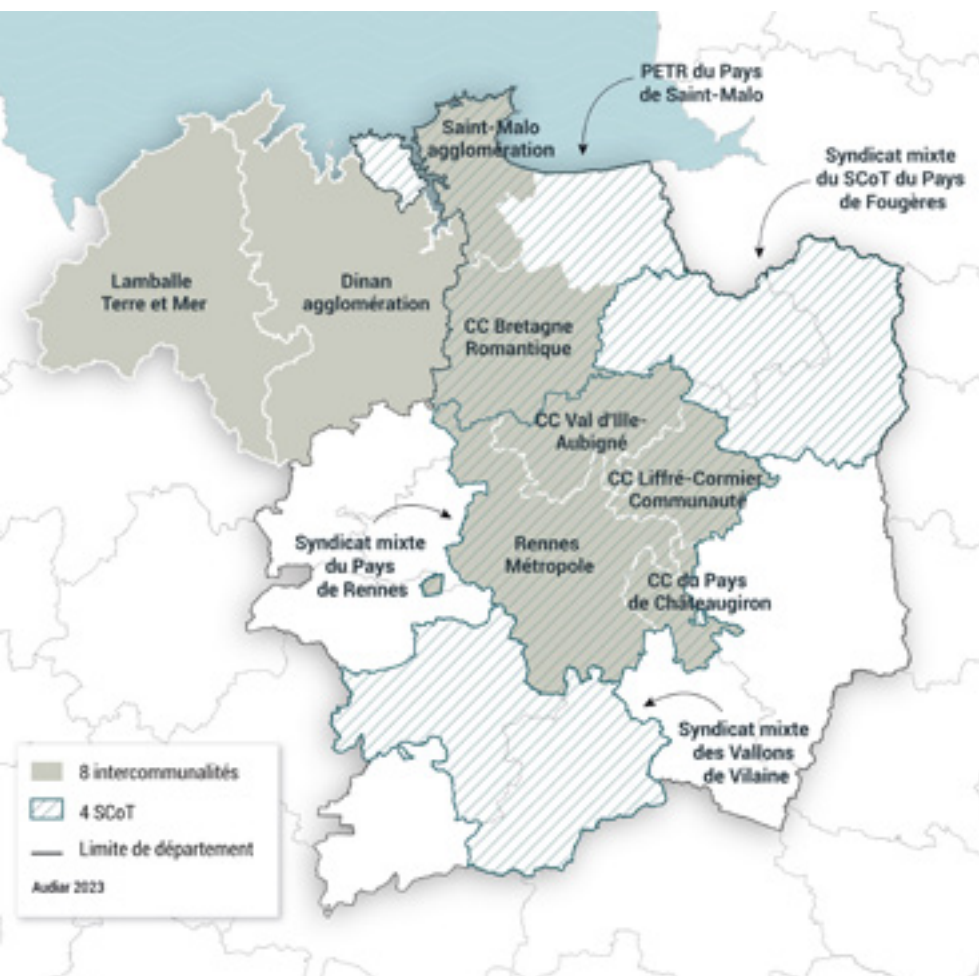 PETR du Pays
de Saint-Malo
Saint-Malo
agglomération
Syndicat mixte
du SCoT du Pays
de Fougères
Lamballe
Terre et Mer
Dinan
agglomération
CC Bretagne
Romantique
CC Val d'Ille-
Aubigné
CC Liffré-Cormier
Communauté
Syndicat mixte
du Pays
de Rennes
Rennes
Métropole
CC du Pays
de Châteaugiron
Syndicat mixte
des Vallons
de Vilaine
8 intercommunalités
4 SCoT
Limite de département
Audiar 2023